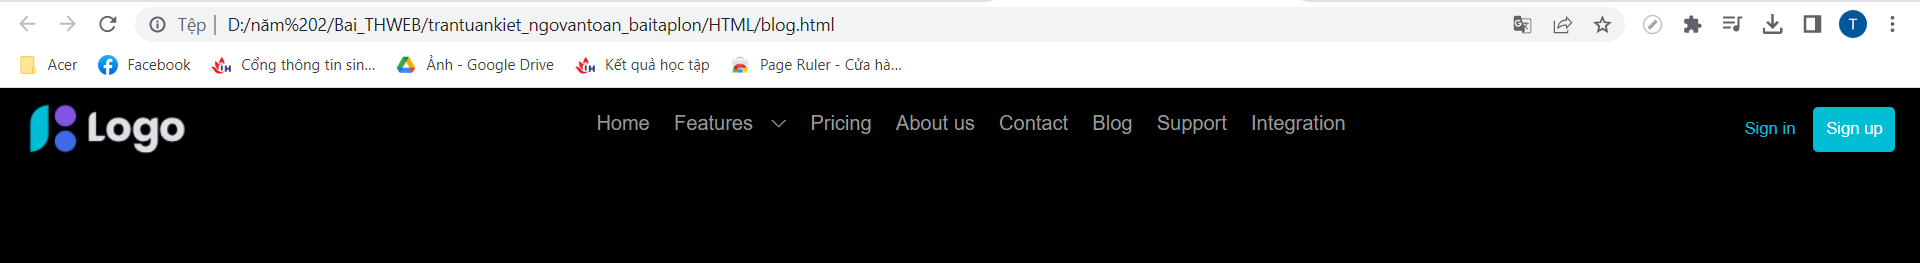 Tệp | D:/năm%202/Bai_THWEB/trantuankiet_ngovantoan_baitaplon/HTML/blog.html T
Acer Facebook Cổng thông tin sin... Ảnh - Google Drive Kết quả học tập Page Ruler - Cửa hà...
Logo Home Features Pricing About us Contact Blog Support Integration Sign in Sign up